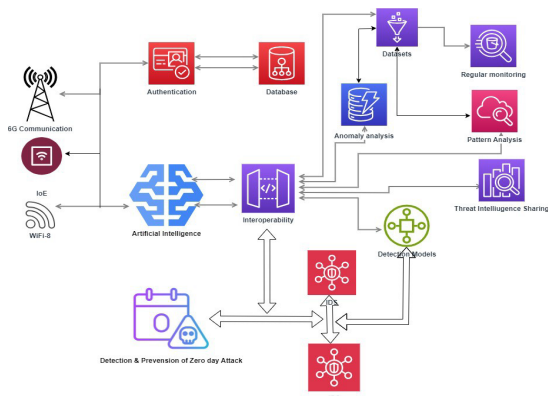 Datasets
Regular monitoring
Authentication
Database
6G Communication
Anomaly analysis
Pattern Analysis
IoE
WiFi-8
Artificial Intelligence
Interoperability
Threat Intelliugence Sharing
Detection Models
IDS
Detection & Prevension of Zero day Attack